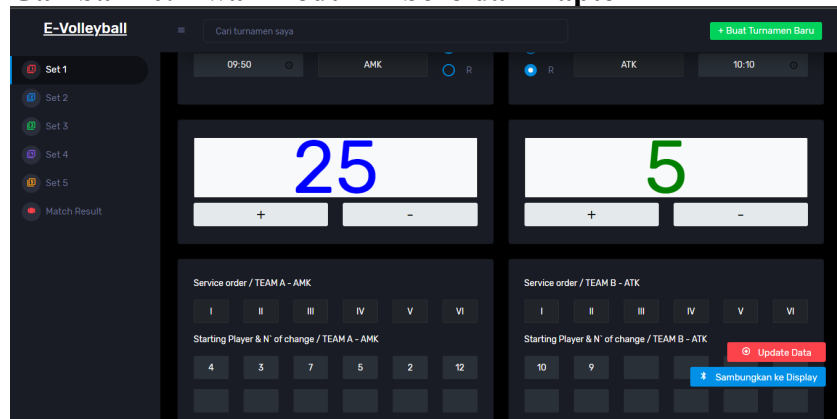 E-Volleyball
Cari turnamen saya
+ Buat Turnamen Baru
Set 1
Set 2
Set 3
Set 4
Set 5
Match Result
09:50 AMK R
R ATK 10:10
25
5
+ -
+ -
Service order / TEAM A - AMK
I II III IV V VI
Starting Player & N` of change / TEAM A - AMK
4 3 7 5 2 12
Service order / TEAM B - ATK
I II III IV V VI
Starting Player & N` of change / TEAM B - ATK
10 9
Update Data
Sambungkan ke Display